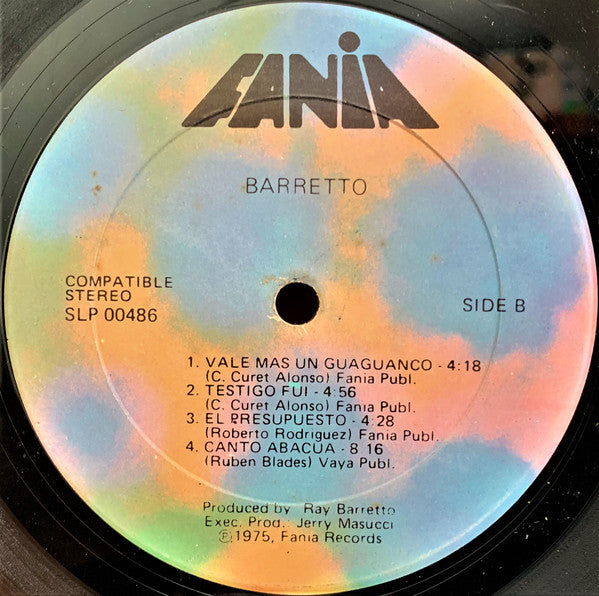 FANIA
BARRETTO
COMPATIBLE
STEREO
SLP 00486
SIDE B
1. VALE MAS UN GUAGUANCO - 4:18
(C. Curet Alonso) Fania Publ.
2. TESTIGO FUI - 4:56
(C. Curet Alonso) Fania Publ.
3. EL PRESUPUESTO - 4:28
(Roberto Rodriguez) Fania Publ.
4. CANTO ABACUA - 8 16
(Ruben Blades) Vaya Publ.
Produced by Ray Barretto
Exec. Prod. Jerry Masucci
Ⓟ1975, Fania Records